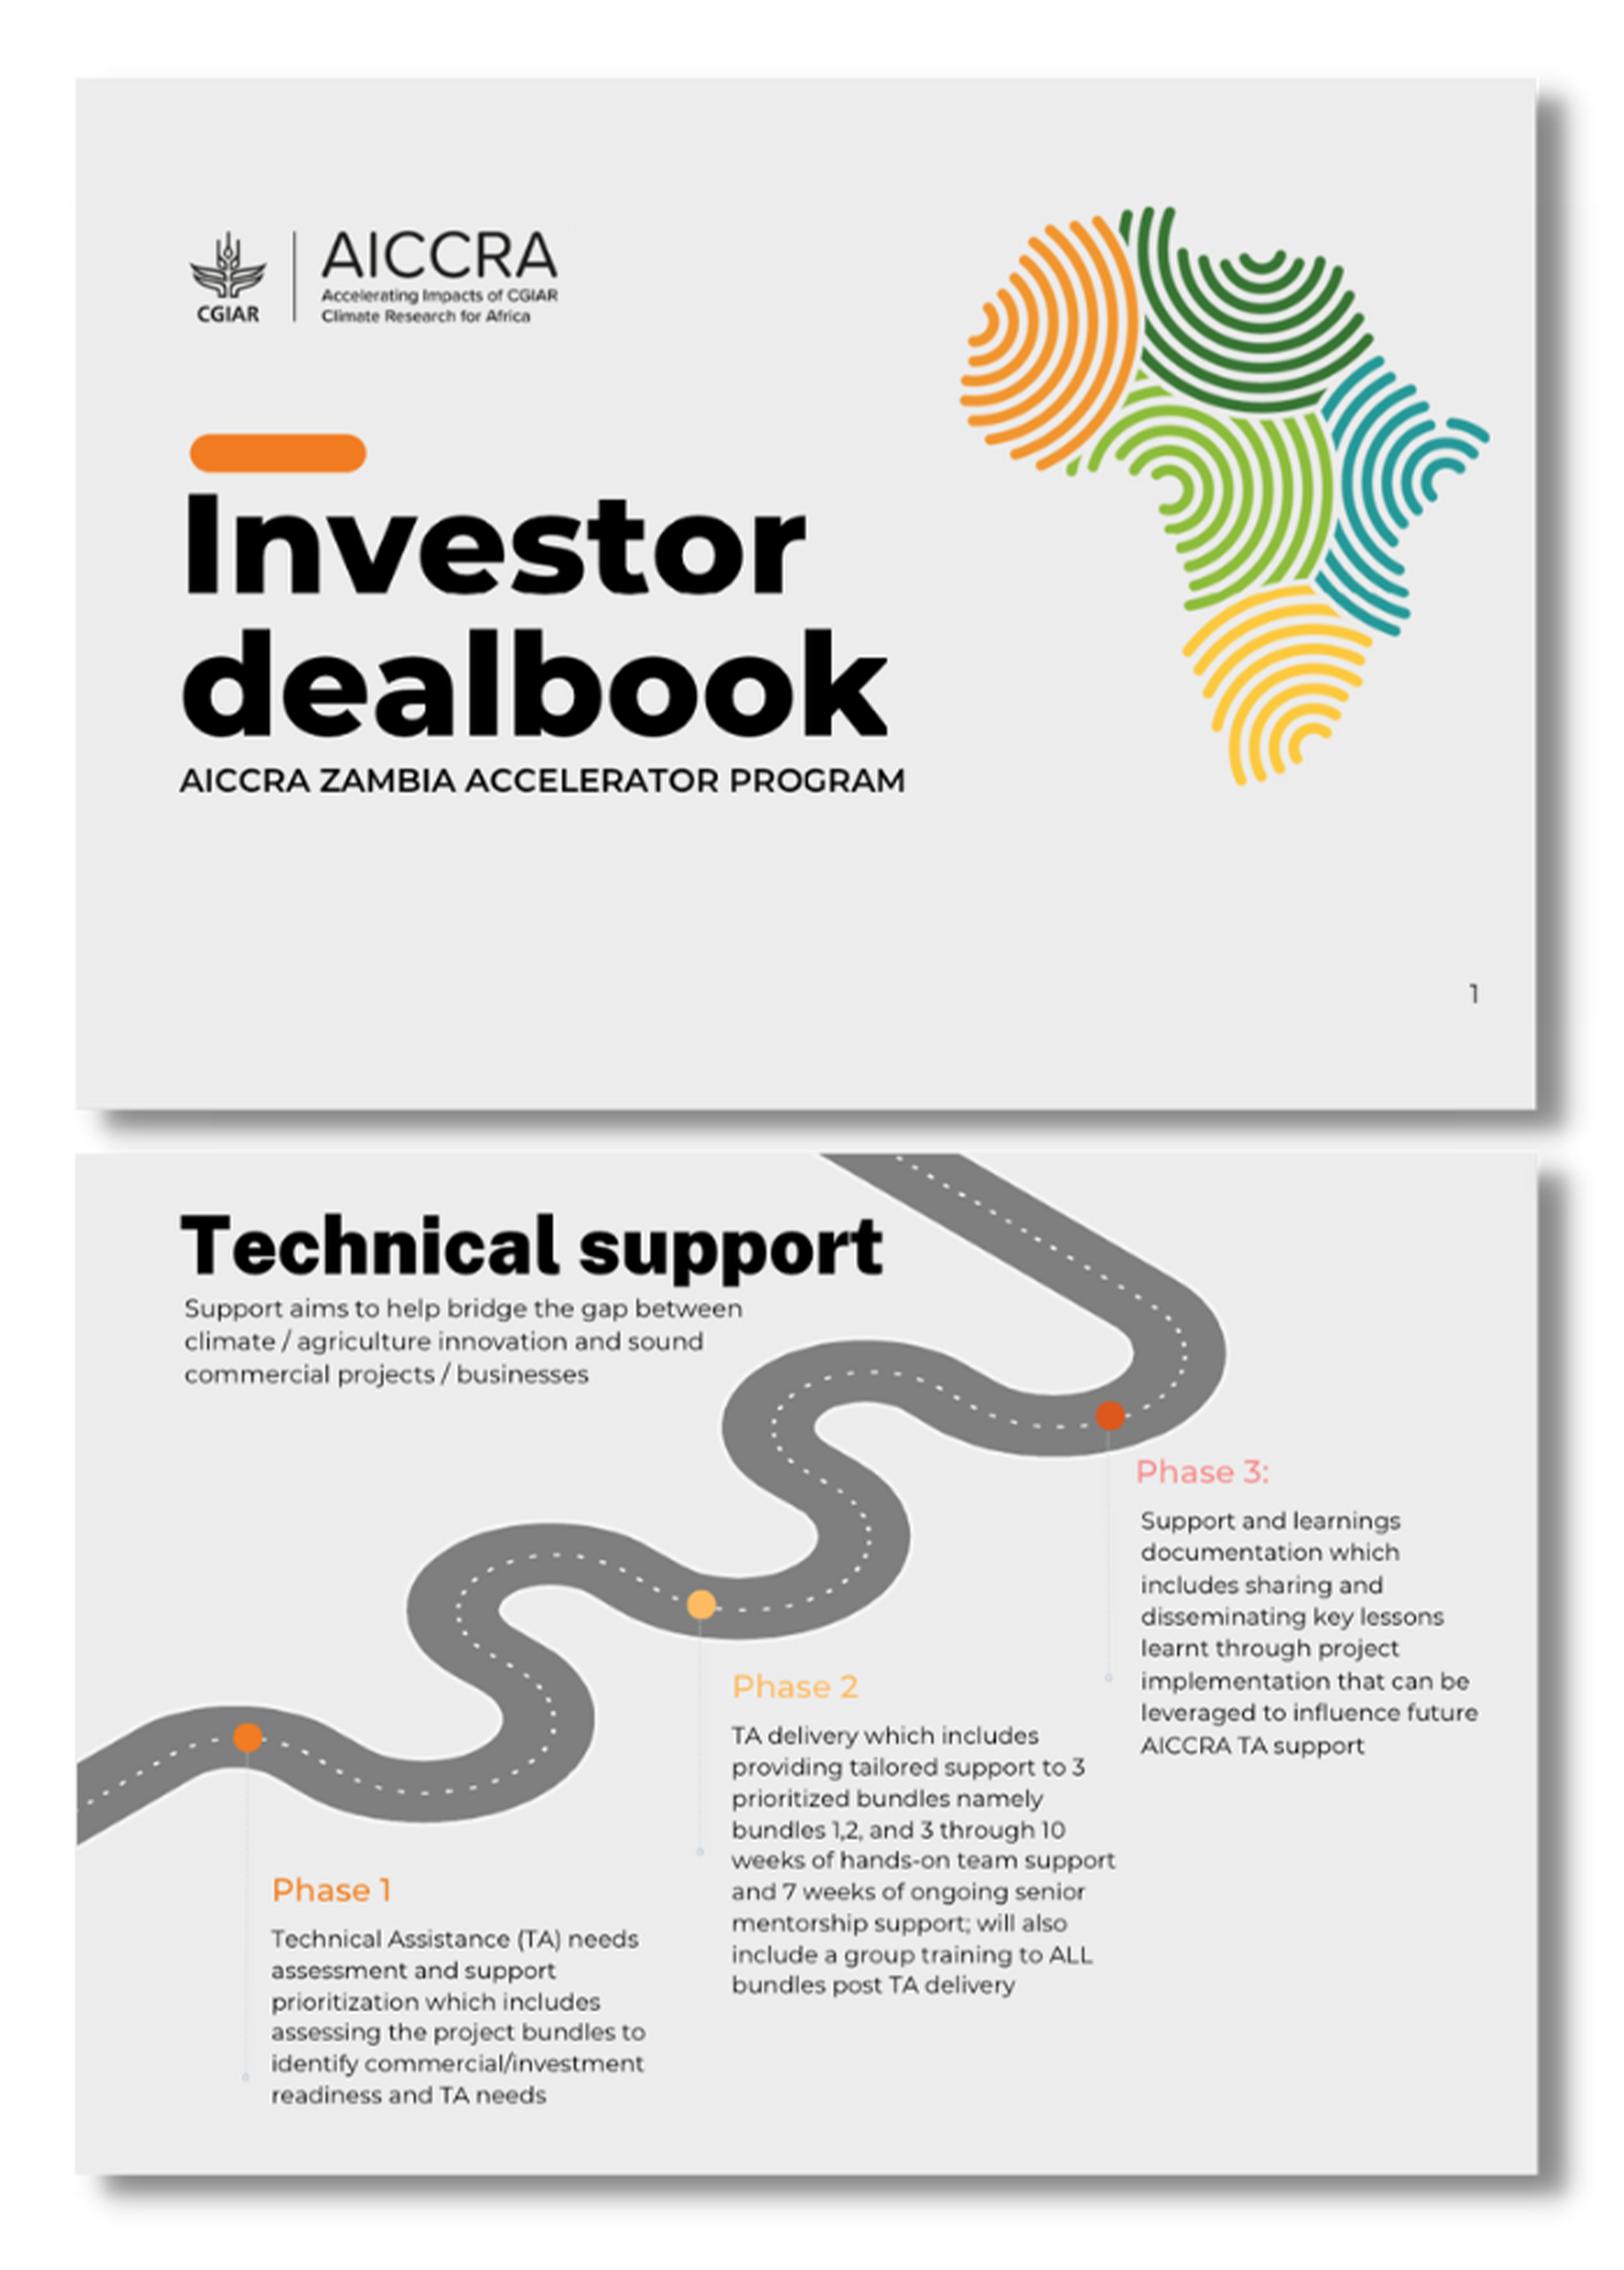 CGIAR
AICCRA
Accelerating Impacts of CGIAR
Climate Research for Africa
Investor
dealbook
AICCRA ZAMBIA ACCELERATOR PROGRAM
1
Technical support
Support aims to help bridge the gap between
climate / agriculture innovation and sound
commercial projects / businesses
Phase 1
Technical Assistance (TA) needs
assessment and support
prioritization which includes
assessing the project bundles to
identify commercial/investment
readiness and TA needs
Phase 2
TA delivery which includes
providing tailored support to 3
prioritized bundles namely
bundles 1,2, and 3 through 10
weeks of hands-on team support
and 7 weeks of ongoing senior
mentorship support; will also
include a group training to ALL
bundles post TA delivery
Phase 3:
Support and learnings
documentation which
includes sharing and
disseminating key lessons
learnt through project
implementation that can be
leveraged to influence future
AICCRA TA support